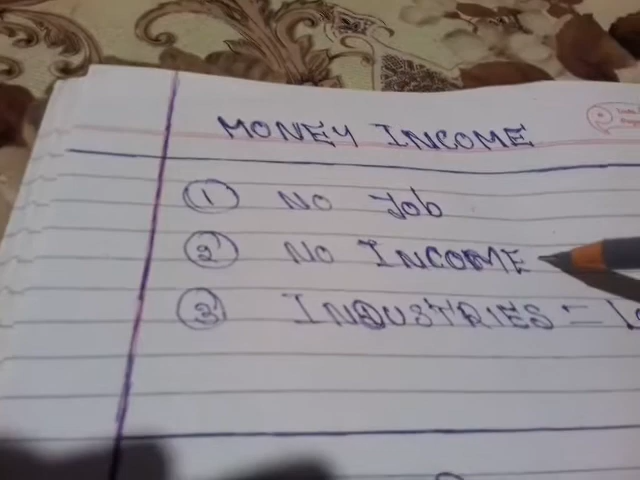 MONEY INCOME
① No Job
② No INCOME
③ INDUSTRIES =